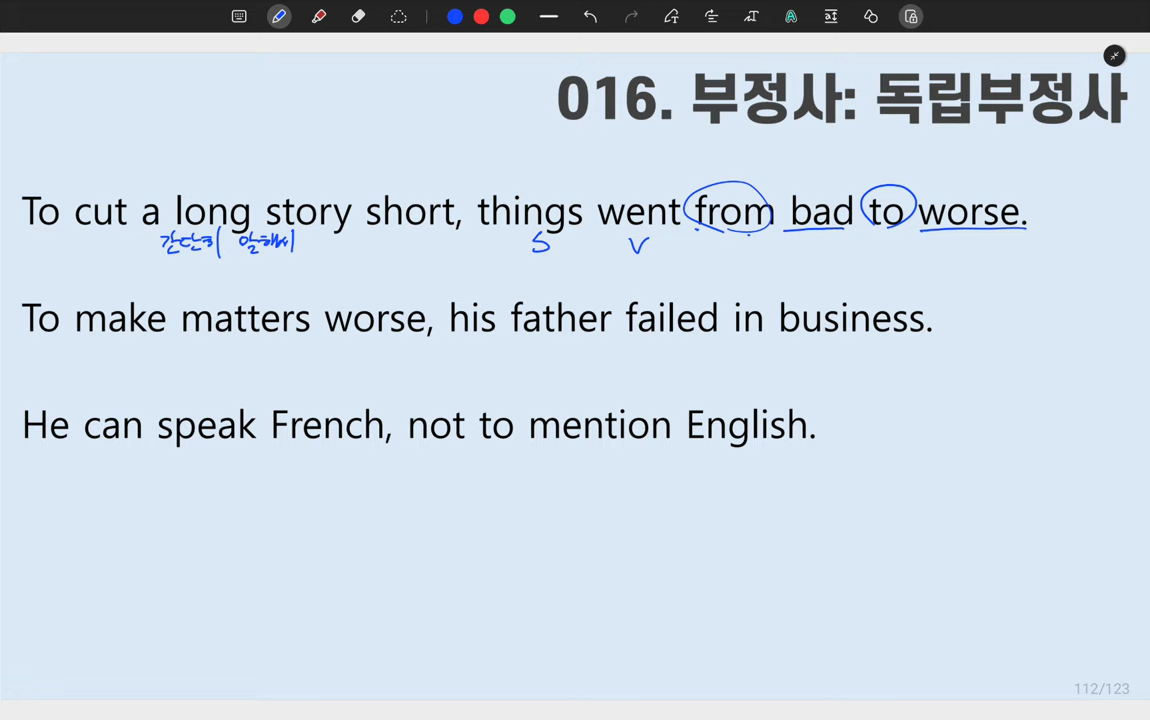 016. 부정사: 독립부정사
To cut a long story short, things went from bad to worse.
간단히 말해서 S V
To make matters worse, his father failed in business.
He can speak French, not to mention English.
112/123